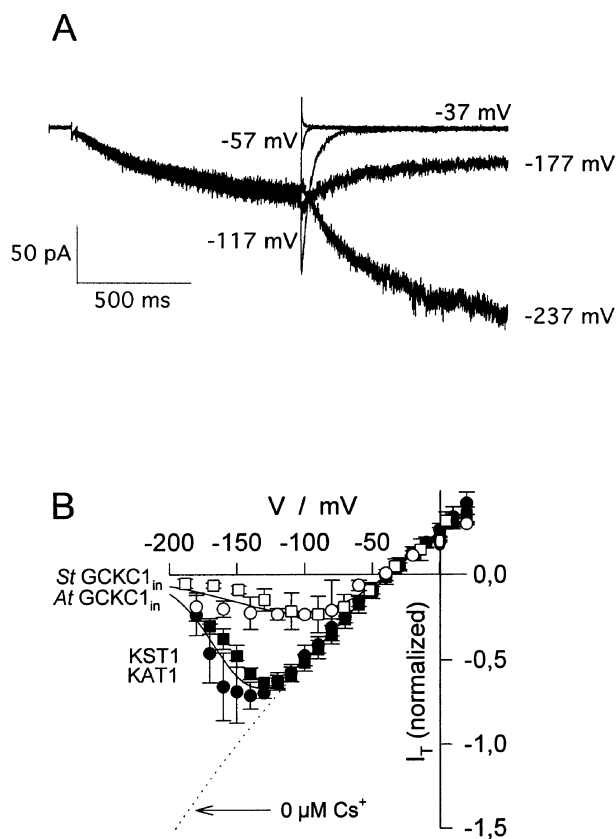 A
-37 mV
-57 mV
-177 mV
-117 mV
50 pA
500 ms
-237 mV
B
V / mV
-200 -150 -100 -50
0,0
St GCKC1in
At GCKC1in
-0,5
KST1
KAT1
IT (normalized)
-1,0
0 µM Cs+
-1,5